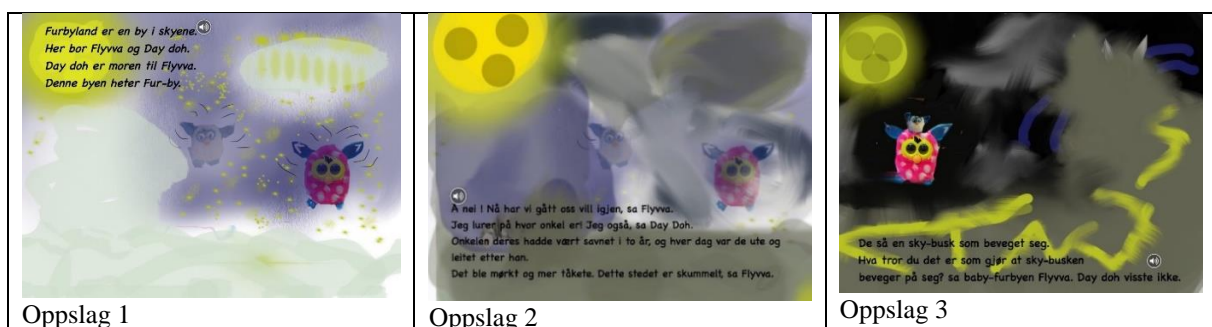 Furbyland er en by i skyene.
Her bor Flyvva og Day doh.
Day doh er moren til Flyvva.
Denne byen heter Fur-by.
Oppslag 1
Å nei ! Nå har vi gått oss vill igjen, sa Flyvva.
Jeg lurer på hvor onkel er! Jeg også, sa Day Doh.
Onkelen deres hadde vært savnet i to år, og hver dag var de ute og
leitet etter han.
Det ble mørkt og mer tåkete. Dette stedet er skummelt, sa Flyvva.
Oppslag 2
De så en sky-busk som beveget seg.
Hva tror du det er som gjør at sky-busken
beveger på seg? sa baby-furbyen Flyvva. Day doh visste ikke.
Oppslag 3